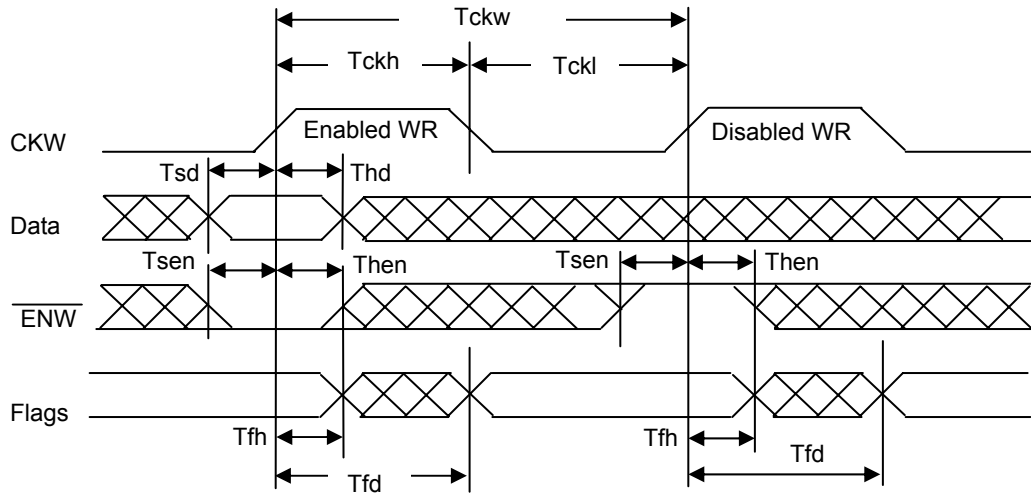 Tckw
Tckh
Tckl
CKW
Enabled WR
Disabled WR
Tsd
Thd
Data
Tsen
Then
Tsen
Then
ENW
Flags
Tfh
Tfh
Tfd
Tfd